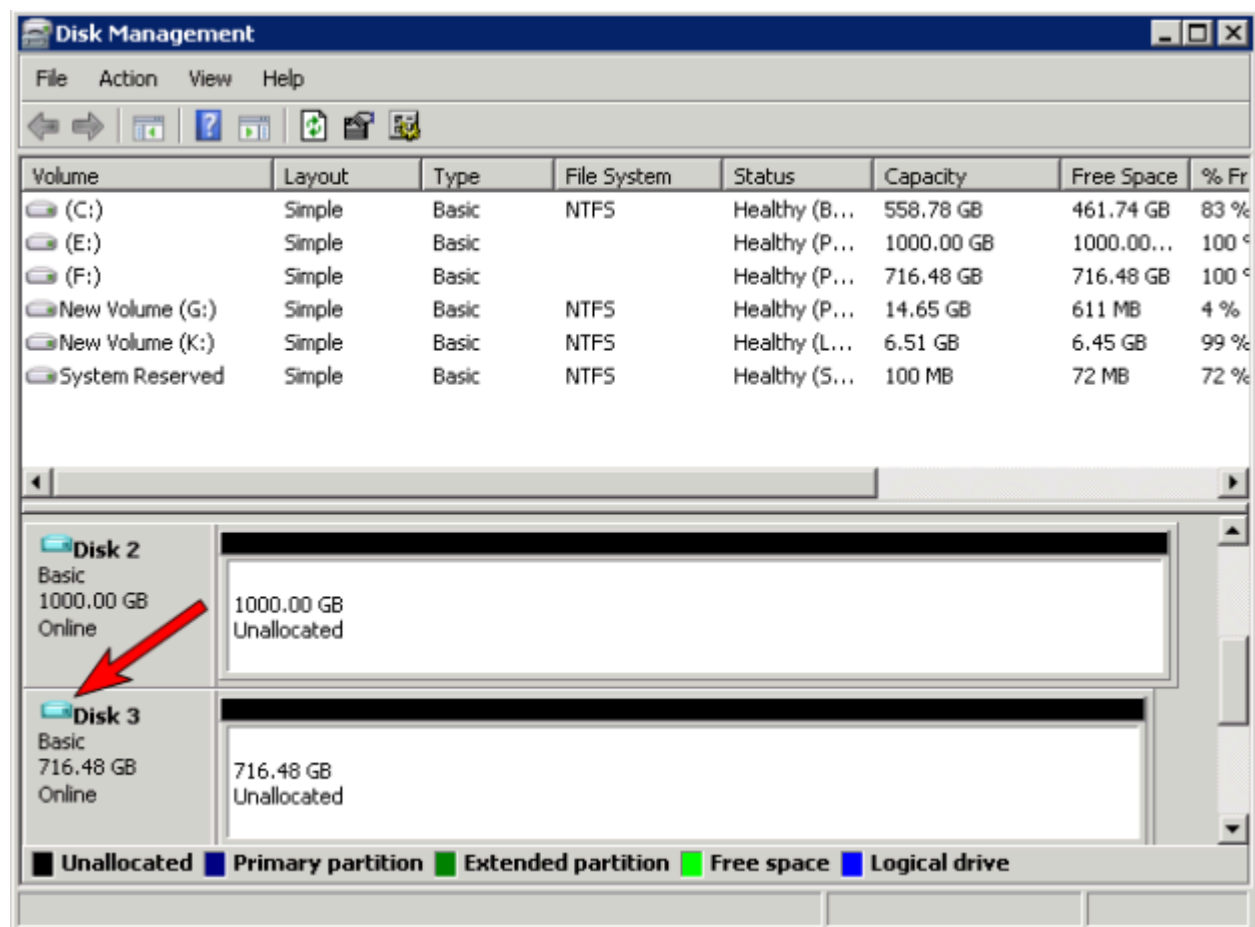 Disk Management
File Action View Help
Volume Layout Type File System Status Capacity Free Space % Fr
(C:) Simple Basic NTFS Healthy (B... 558.78 GB 461.74 GB 83 %
(E:) Simple Basic Healthy (P... 1000.00 GB 1000.00... 100
(F:) Simple Basic Healthy (P... 716.48 GB 716.48 GB 100
New Volume (G:) Simple Basic NTFS Healthy (P... 14.65 GB 611 MB 4 %
New Volume (K:) Simple Basic NTFS Healthy (L... 6.51 GB 6.45 GB 99 %
System Reserved Simple Basic NTFS Healthy (S... 100 MB 72 MB 72 %
Disk 2
Basic
1000.00 GB
Online
1000.00 GB
Unallocated
Disk 3
Basic
716.48 GB
Online
716.48 GB
Unallocated
Unallocated Primary partition Extended partition Free space Logical drive